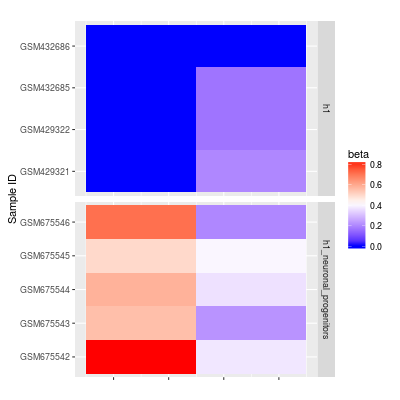 GSM432686
GSM432685
GSM429322
GSM429321
h1
Sample ID
GSM675546
GSM675545
GSM675544
GSM675543
GSM675542
h1_neuronal_progenitors
beta
0.8
0.6
0.4
0.2
0.0